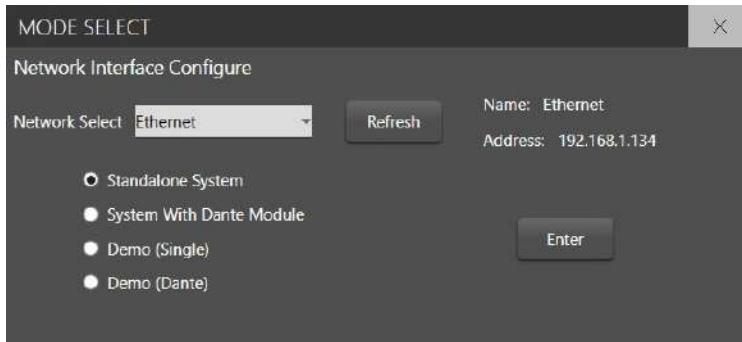 MODE SELECT
Network Interface Configure
Network Select Ethernet Refresh
Name: Ethernet
Address: 192.168.1.134
Standalone System
System With Dante Module
Demo (Single)
Demo (Dante)
Enter